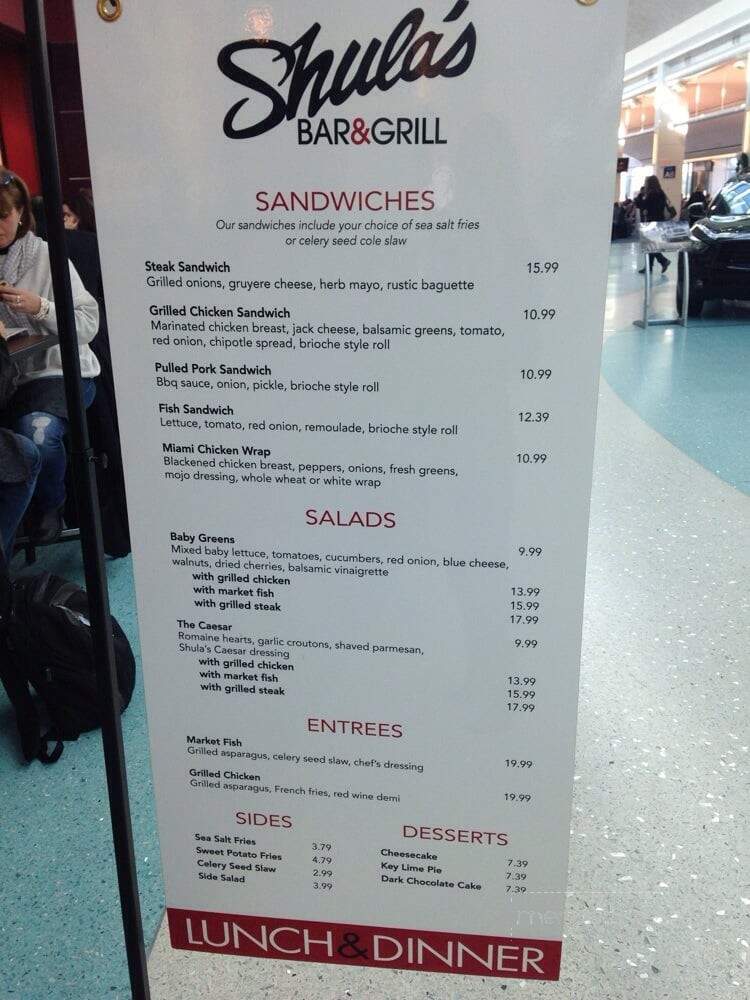 Shula's
BAR&GRILL
SANDWICHES
Our sandwiches include your choice of sea salt fries
or celery seed cole slaw
Steak Sandwich 15.99
Grilled onions, gruyere cheese, herb mayo, rustic baguette
Grilled Chicken Sandwich 10.99
Marinated chicken breast, jack cheese, balsamic greens, tomato,
red onion, chipotle spread, brioche style roll
Pulled Pork Sandwich 10.99
Bbq sauce, onion, pickle, brioche style roll
Fish Sandwich 12.39
Lettuce, tomato, red onion, remoulade, brioche style roll
Miami Chicken Wrap 10.99
Blackened chicken breast, peppers, onions, fresh greens,
mojo dressing, whole wheat or white wrap
SALADS
Baby Greens 9.99
Mixed baby lettuce, tomatoes, cucumbers, red onion, blue cheese,
walnuts, dried cherries, balsamic vinaigrette
with grilled chicken 13.99
with market fish 15.99
with grilled steak 17.99
The Caesar 9.99
Romaine hearts, garlic croutons, shaved parmesan,
Shula's Caesar dressing
with grilled chicken 13.99
with market fish 15.99
with grilled steak 17.99
ENTREES
Market Fish 19.99
Grilled asparagus, celery seed slaw, chef's dressing
Grilled Chicken 19.99
Grilled asparagus, French fries, red wine demi
SIDES
Sea Salt Fries 3.79
Sweet Potato Fries 4.79
Celery Seed Slaw 2.99
Side Salad 3.99
DESSERTS
Cheesecake 7.39
Key Lime Pie 7.39
Dark Chocolate Cake 7.39
LUNCH&DINNER